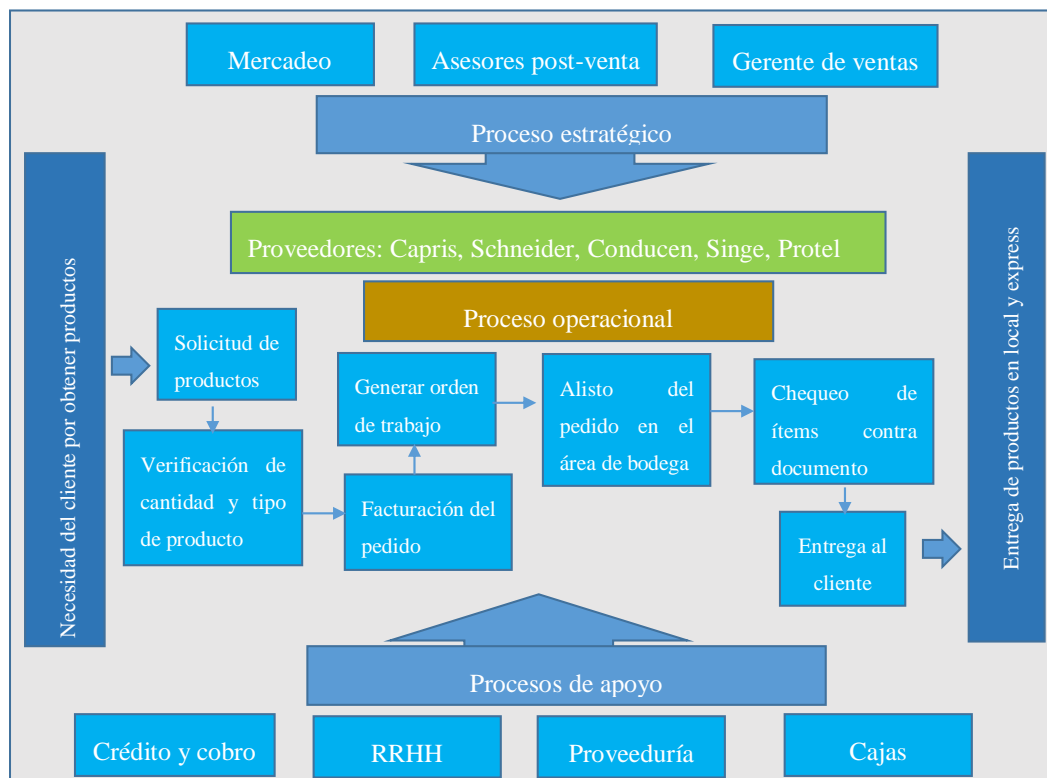 Mercadeo
Asesores post-venta
Gerente de ventas
Proceso estratégico
Necesidad del cliente por obtener productos
Proveedores: Capris, Schneider, Conducen, Singe, Protel
Proceso operacional
Solicitud de
productos
Verificación de
cantidad y tipo
de producto
Facturación del
pedido
Generar orden
de trabajo
Alisto del
pedido en el
área de bodega
Chequeo de
ítems contra
documento
Entrega al
cliente
Entrega de productos en local y express
Procesos de apoyo
Crédito y cobro
RRHH
Proveeduría
Cajas